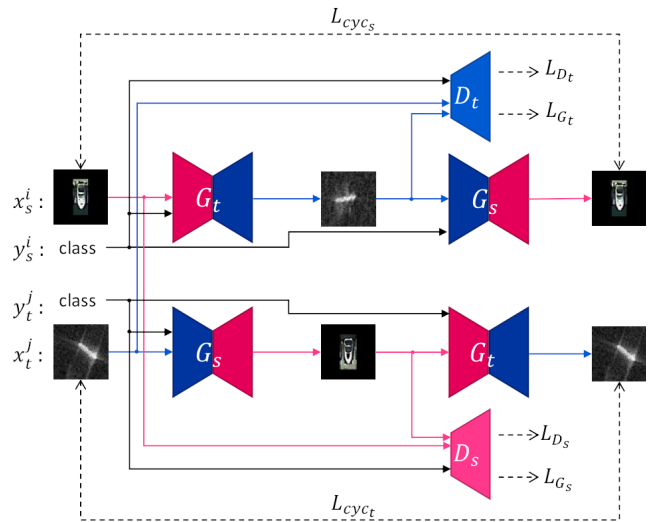 L_{cyc_s}
L_{D_t}
D_t
L_{G_t}
x_s^i:
G_t
G_s
y_s^i: class
y_t^j: class
x_t^j:
G_s
G_t
L_{D_s}
D_s
L_{G_s}
L_{cyc_t}